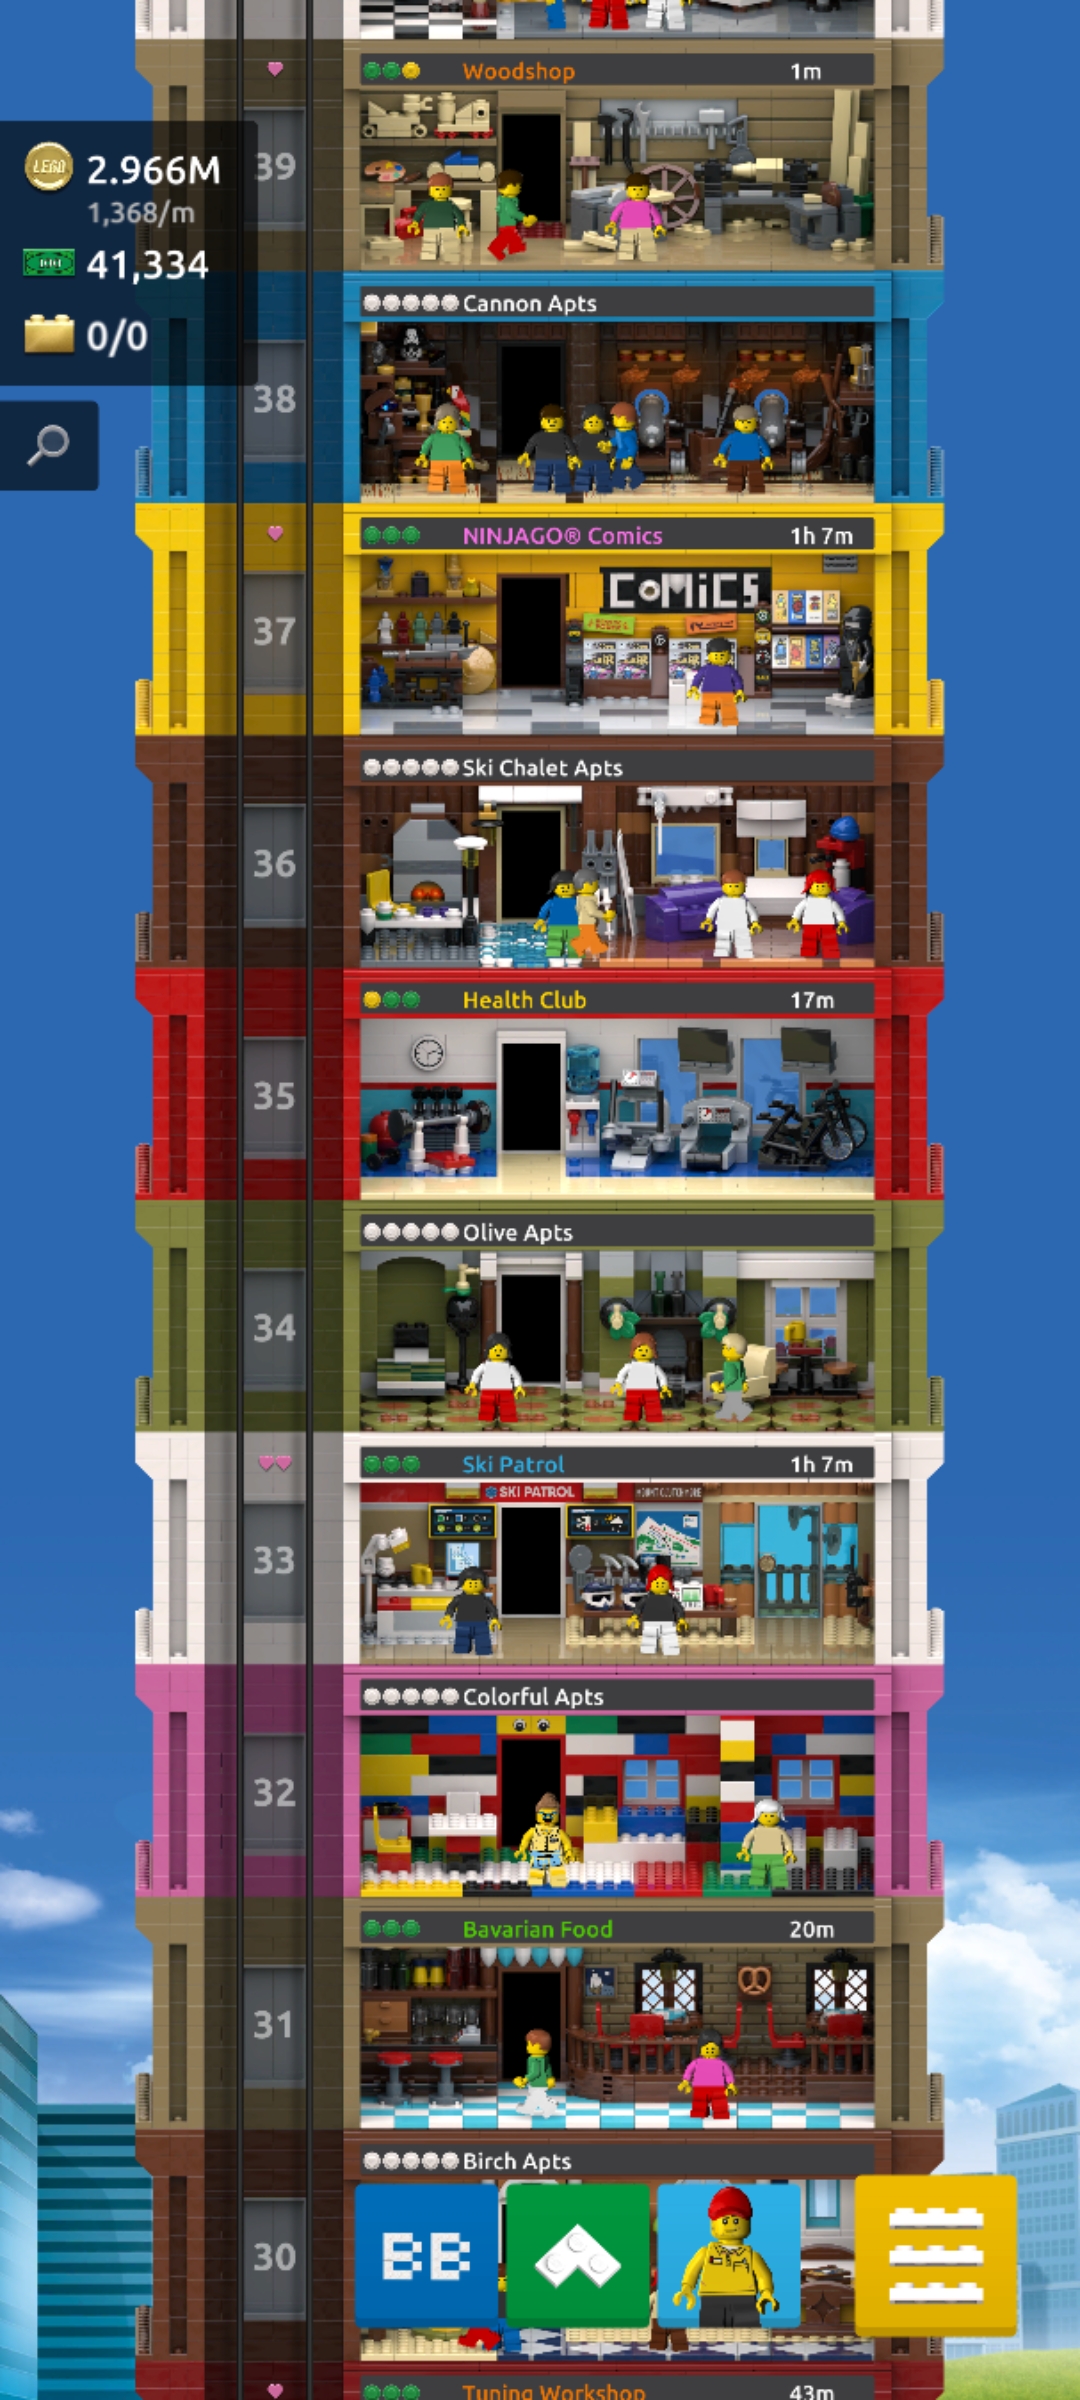 Woodshop 1m
39
LEGO 2.966M
1,368/m
41,334
0/0
Cannon Apts
38
NINJAGO® Comics 1h 7m
COMiCS
37
Ski Chalet Apts
36
Health Club 17m
35
Olive Apts
34
Ski Patrol 1h 7m
SKI PATROL
33
Colorful Apts
32
Bavarian Food 20m
31
Birch Apts
30
BB
Tuning Workshop 43m